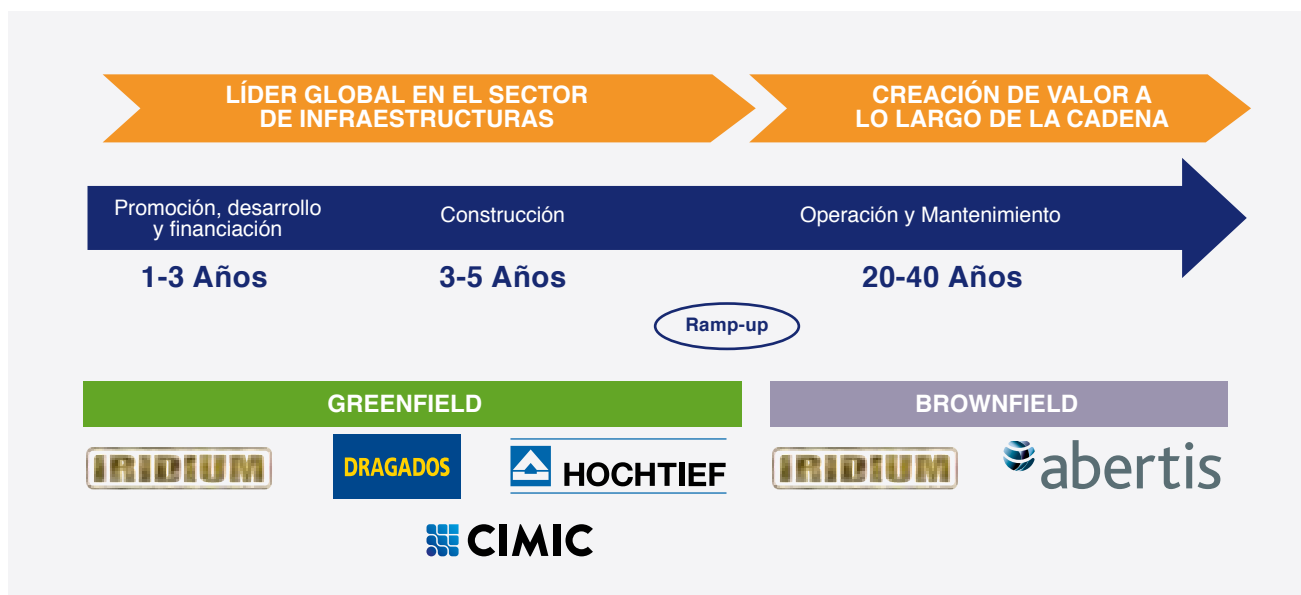 LÍDER GLOBAL EN EL SECTOR
DE INFRAESTRUCTURAS
CREACIÓN DE VALOR A
LO LARGO DE LA CADENA
Promoción, desarrollo
y financiación
Construcción
Operación y Mantenimiento
1-3 Años
3-5 Años
20-40 Años
Ramp-up
GREENFIELD
BROWNFIELD
IRIDIUM
DRAGADOS
HOCHTIEF
IRIDIUM
abertis
CIMIC